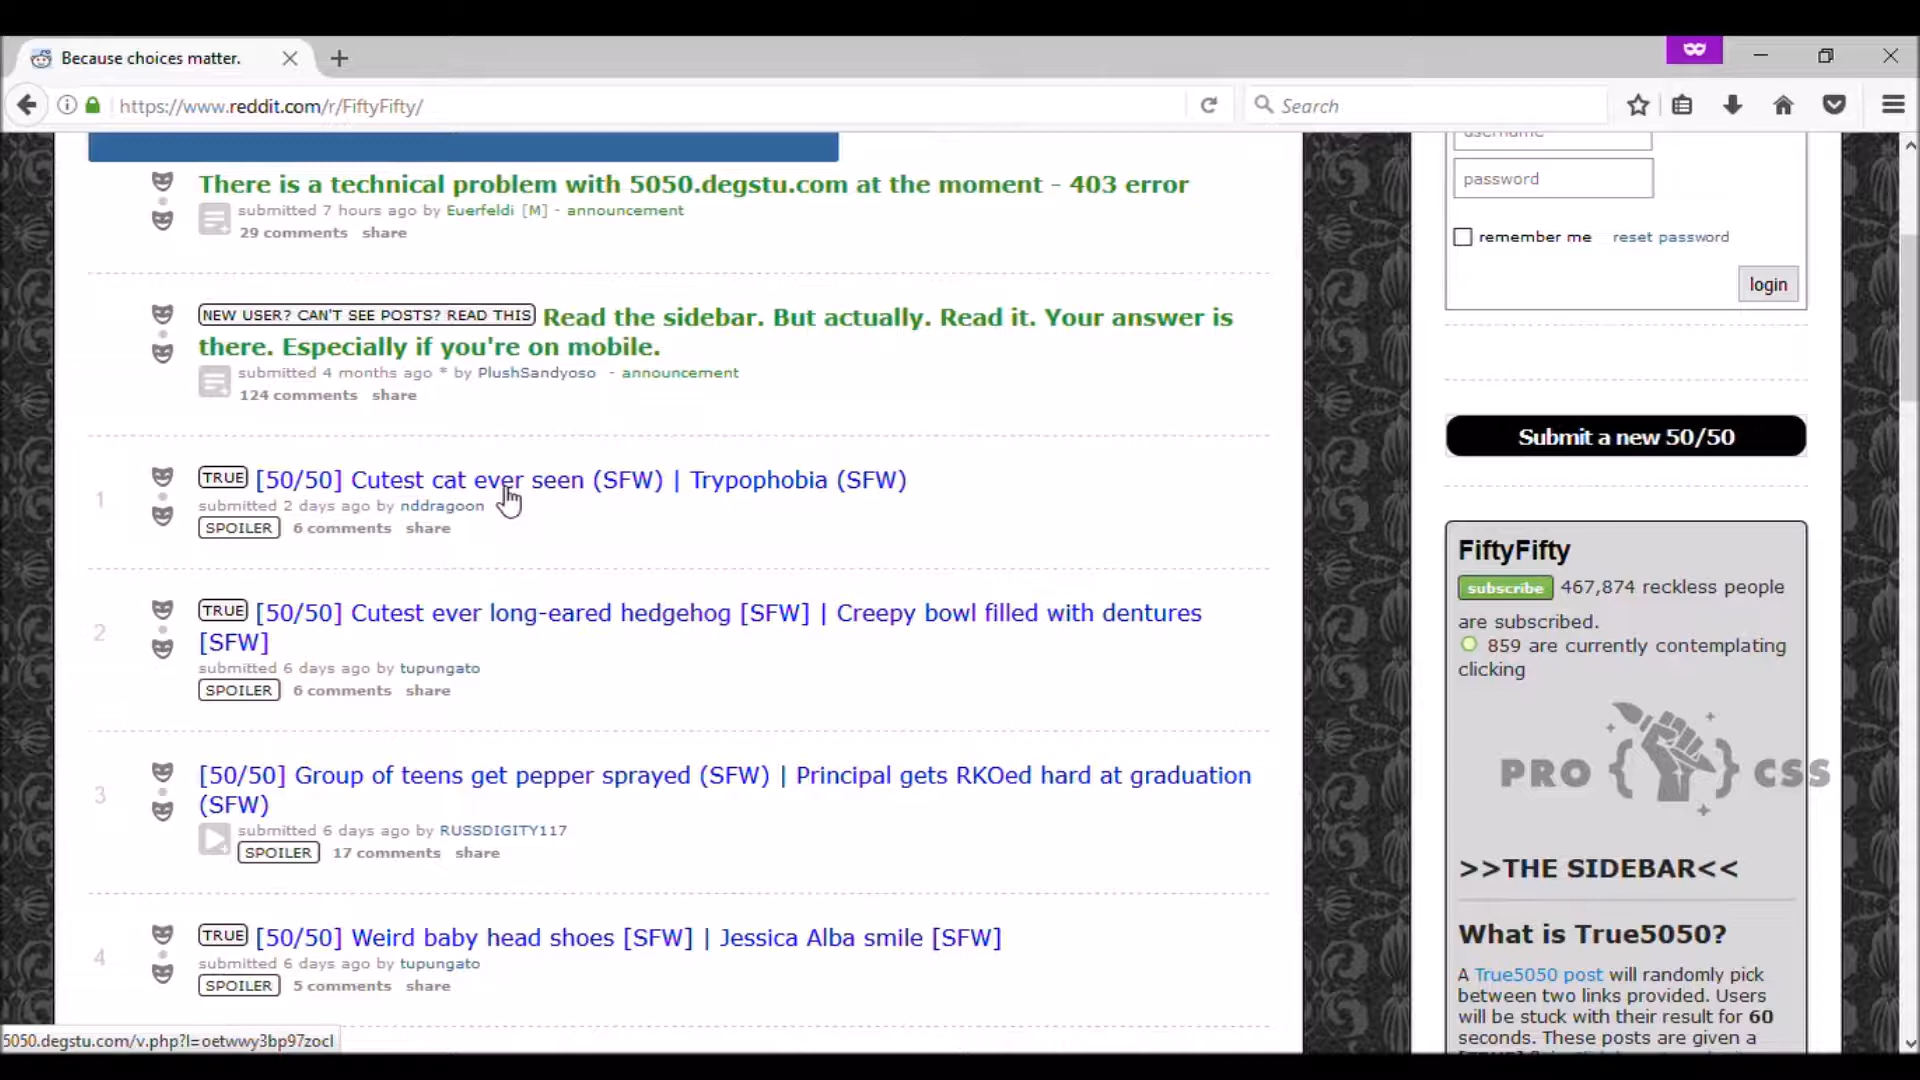 Because choices matter.
https://www.reddit.com/r/FiftyFifty/
Search
There is a technical problem with 5050.degstu.com at the moment - 403 error
submitted 7 hours ago by Euerfeldi [M] - announcement
29 comments share
NEW USER? CAN'T SEE POSTS? READ THIS Read the sidebar. But actually. Read it. Your answer is
there. Especially if you're on mobile.
submitted 4 months ago * by PlushSandyoso - announcement
124 comments share
1
TRUE [50/50] Cutest cat ever seen (SFW) | Trypophobia (SFW)
submitted 2 days ago by nddragoon
SPOILER 6 comments share
2
TRUE [50/50] Cutest ever long-eared hedgehog [SFW] | Creepy bowl filled with dentures
[SFW]
submitted 6 days ago by tupungato
SPOILER 6 comments share
3
[50/50] Group of teens get pepper sprayed (SFW) | Principal gets RKOed hard at graduation
(SFW)
submitted 6 days ago by RUSSDIGITY117
SPOILER 17 comments share
4
TRUE [50/50] Weird baby head shoes [SFW] | Jessica Alba smile [SFW]
submitted 6 days ago by tupungato
SPOILER 5 comments share
5050.degstu.com/v.php?l=oetwwy3bp97zocl
username
password
remember me reset password
login
Submit a new 50/50
FiftyFifty
subscribe 467,874 reckless people
are subscribed.
859 are currently contemplating
clicking
PRO { } CSS
>>THE SIDEBAR<<
What is True5050?
A True5050 post will randomly pick
between two links provided. Users
will be stuck with their result for 60
seconds. These posts are given a